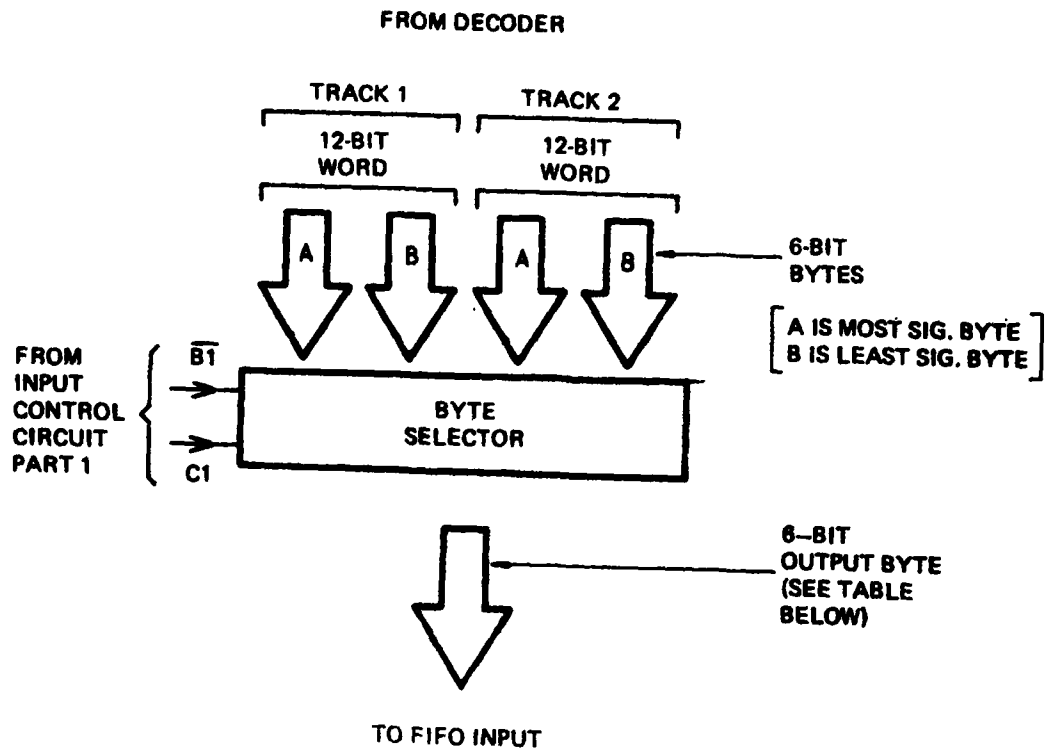 FROM DECODER
TRACK 1
TRACK 2
12-BIT
WORD
12-BIT
WORD
A
B
A
B
6-BIT
BYTES
A IS MOST SIG. BYTE
B IS LEAST SIG. BYTE
FROM
INPUT
CONTROL
CIRCUIT
PART 1
B̅1̅
C1
BYTE
SELECTOR
6–BIT
OUTPUT BYTE
(SEE TABLE
BELOW)
TO FIFO INPUT